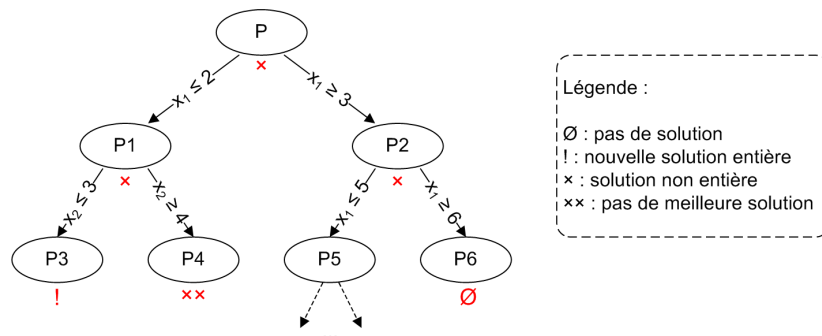 P
×
x₁ ≤ 2
x₁ ≥ 3
P1
×
P2
×
x₂ ≤ 3
x₂ ≥ 4
x₁ ≤ 5
x₁ ≥ 6
P3
!
P4
××
P5
P6
Ø
Légende :
Ø : pas de solution
! : nouvelle solution entière
× : solution non entière
×× : pas de meilleure solution